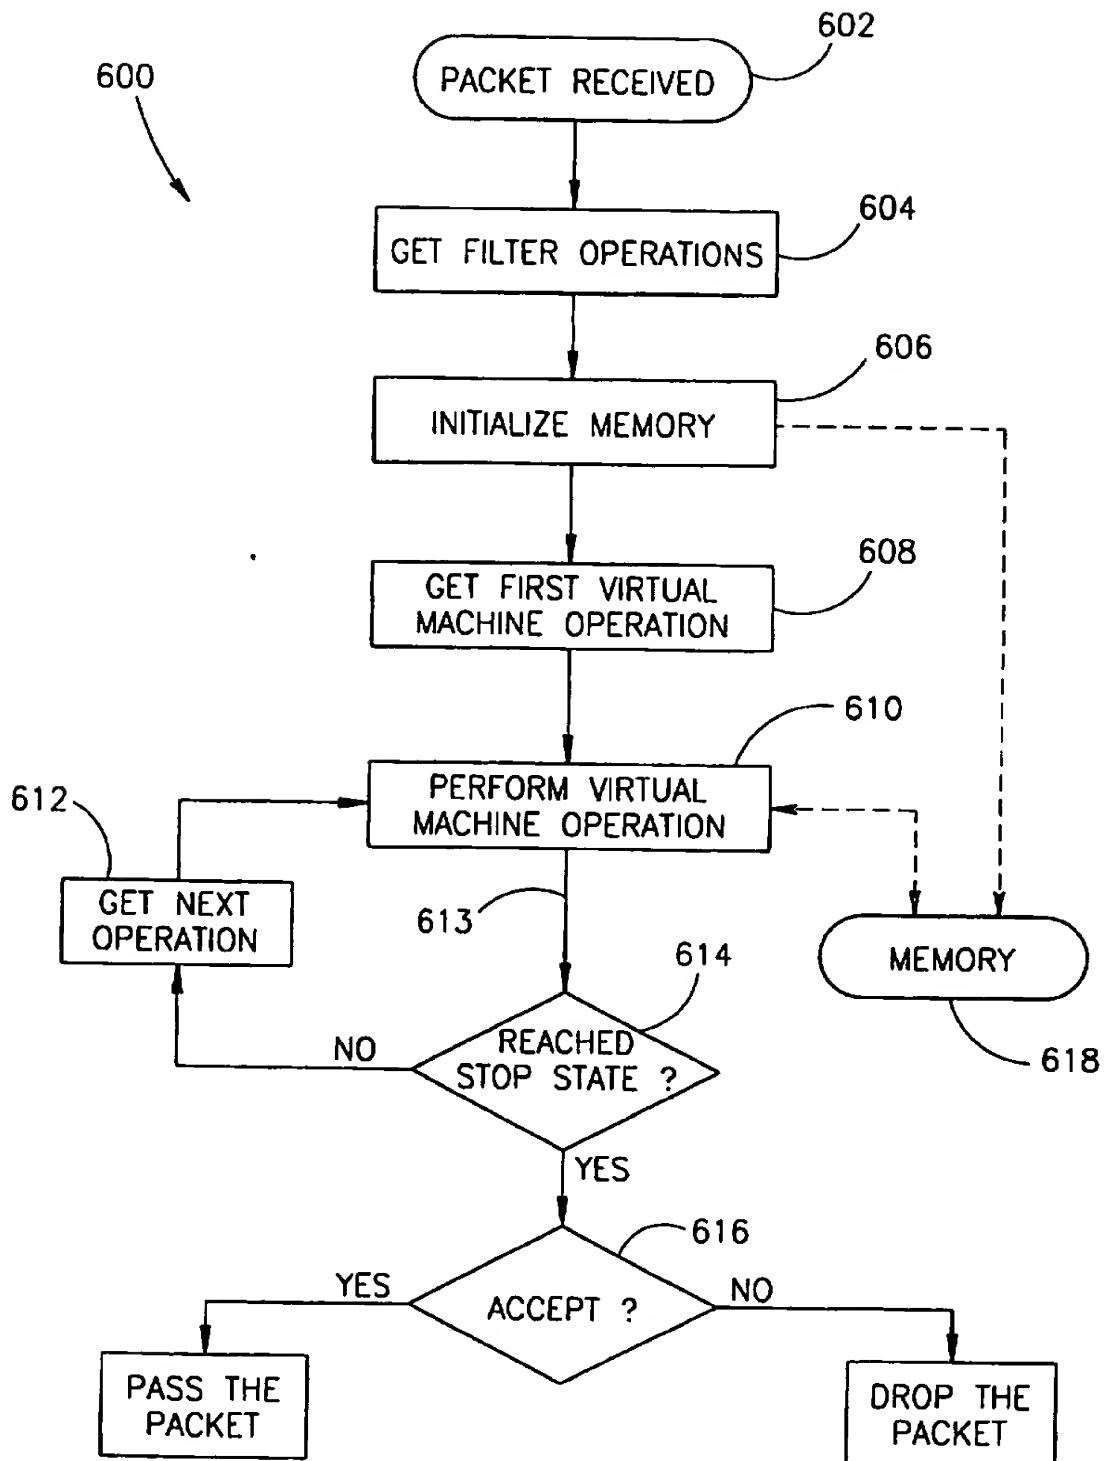 602
600
PACKET RECEIVED
604
GET FILTER OPERATIONS
606
INITIALIZE MEMORY
608
GET FIRST VIRTUAL
MACHINE OPERATION
610
PERFORM VIRTUAL
MACHINE OPERATION
612
GET NEXT
OPERATION
613
614
MEMORY
618
REACHED
STOP STATE ?
NO
YES
616
ACCEPT ?
YES
NO
PASS THE
PACKET
DROP THE
PACKET